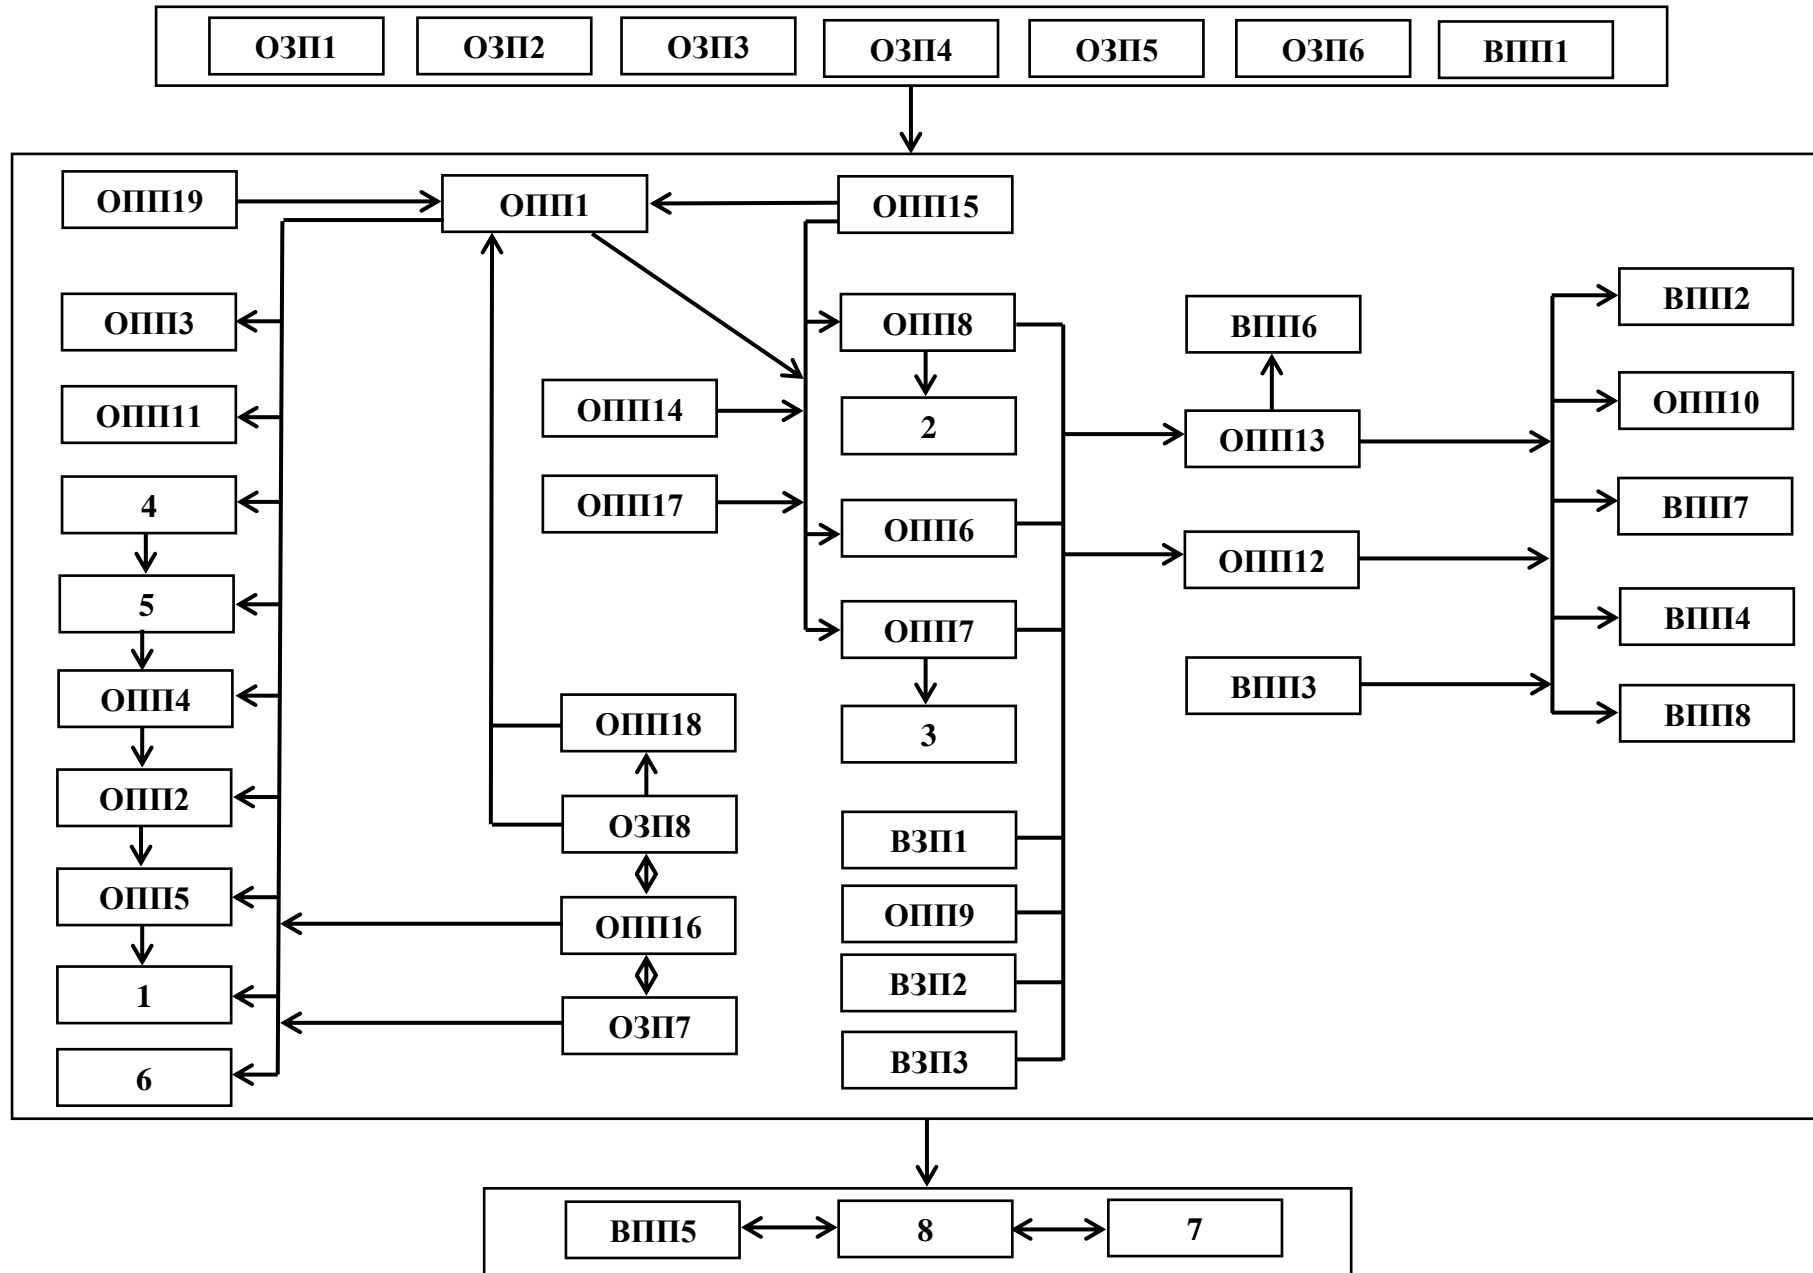 ОЗП1 ОЗП2 ОЗП3 ОЗП4 ОЗП5 ОЗП6 ВПП1
ОПП19 ОПП1 ОПП15
ОПП3 ОПП8 ВПП6 ВПП2
ОПП11 ОПП14 2 ОПП13 ОПП10
4 ОПП17 ОПП6 ОПП12 ВПП7
5 ОПП7 ВПП3 ВПП4
ОПП4 ОПП18 3 ВПП8
ОПП2 ОЗП8 ВЗП1
ОПП5 ОПП16 ОПП9
1 ОЗП7 ВЗП2
6 ВЗП3
ВПП5 8 7